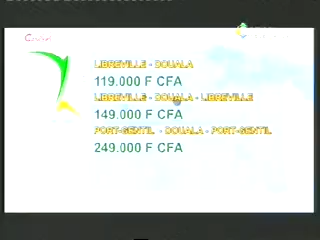 LIBREVILLE - DOUALA
119.000 F CFA
LIBREVILLE - DOUALA - LIBREVILLE
149.000 F CFA
PORT-GENTIL - DOUALA - PORT-GENTIL
249.000 F CFA